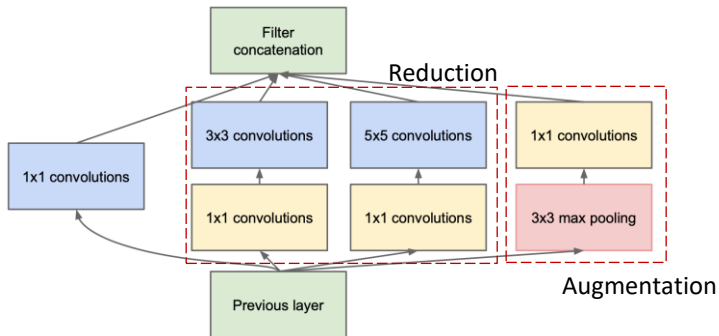 Filter
concatenation
Reduction
3x3 convolutions
5x5 convolutions
1x1 convolutions
1x1 convolutions
1x1 convolutions
1x1 convolutions
3x3 max pooling
Augmentation
Previous layer